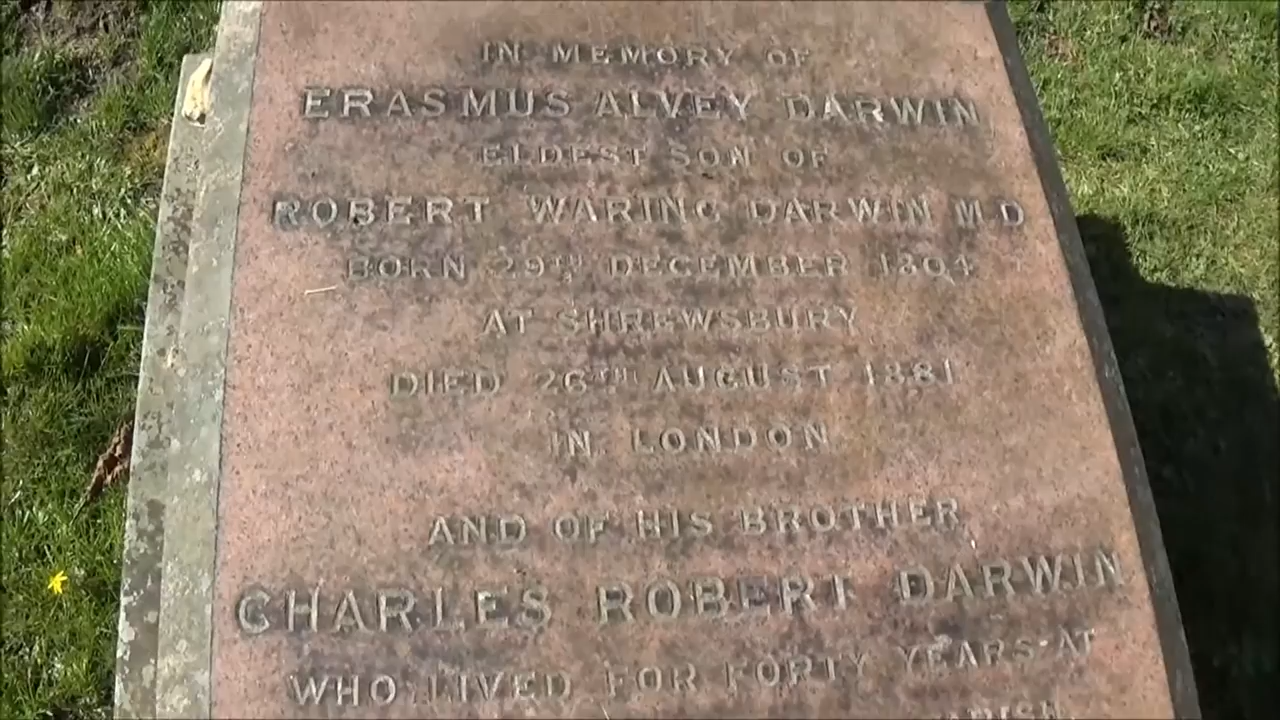 IN MEMORY OF
ERASMUS ALVEY DARWIN
ELDEST SON OF
ROBERT WARING DARWIN M.D
BORN 29TH DECEMBER 1804
AT SHREWSBURY
DIED 26TH AUGUST 1881
IN LONDON
AND OF HIS BROTHER
CHARLES ROBERT DARWIN
WHO LIVED FOR FORTY YEARS AT